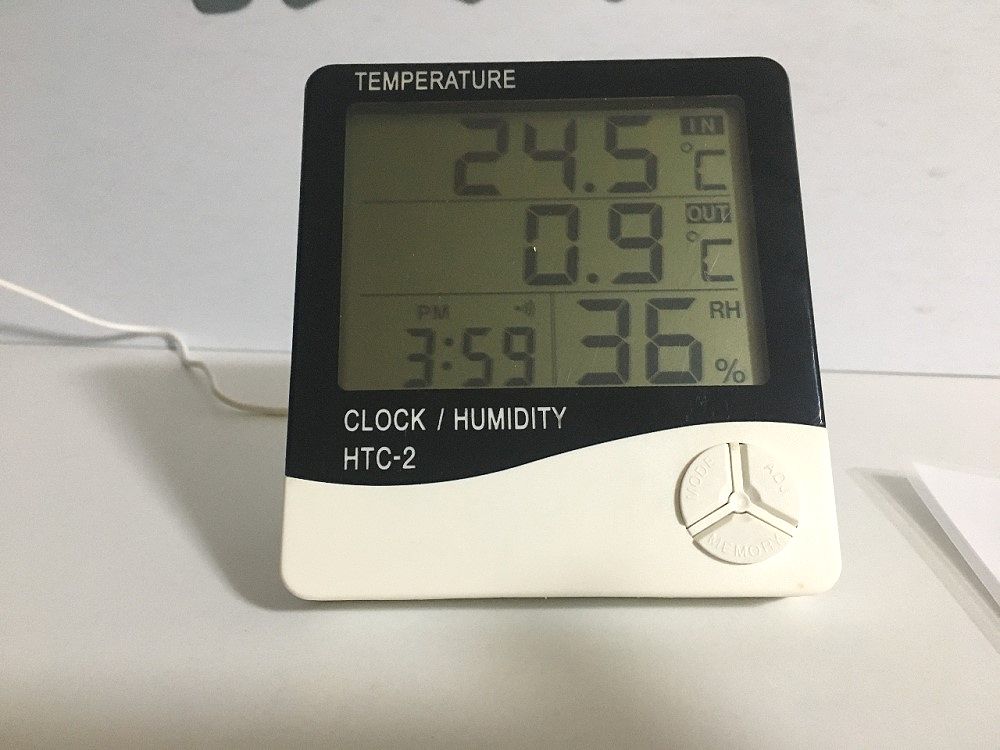 TEMPERATURE
24.5 IN °C
0.9 OUT °C
PM
3:59
36 RH %
CLOCK / HUMIDITY
HTC-2
MODE ADJ
MEMORY